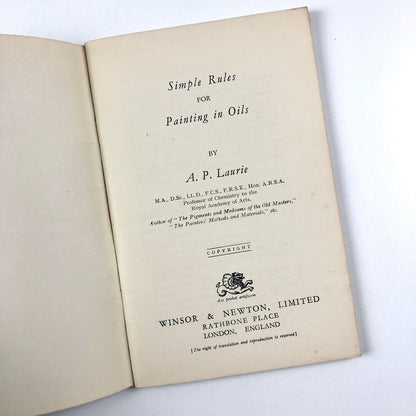 Simple Rules
FOR
Painting in Oils
BY
A. P. Laurie
M.A., D.Sc., LL.D., F.C.S., F.R.S.E., Hon. A.R.S.A.
Professor of Chemistry to the
Royal Academy of Arts.
Author of "The Pigments and Mediums of the Old Masters,"
"The Painters' Methods and Materials," etc.
COPYRIGHT
Ars probat artificem
WINSOR & NEWTON, LIMITED
RATHBONE PLACE
LONDON, ENGLAND
[The right of translation and reproduction is reserved]